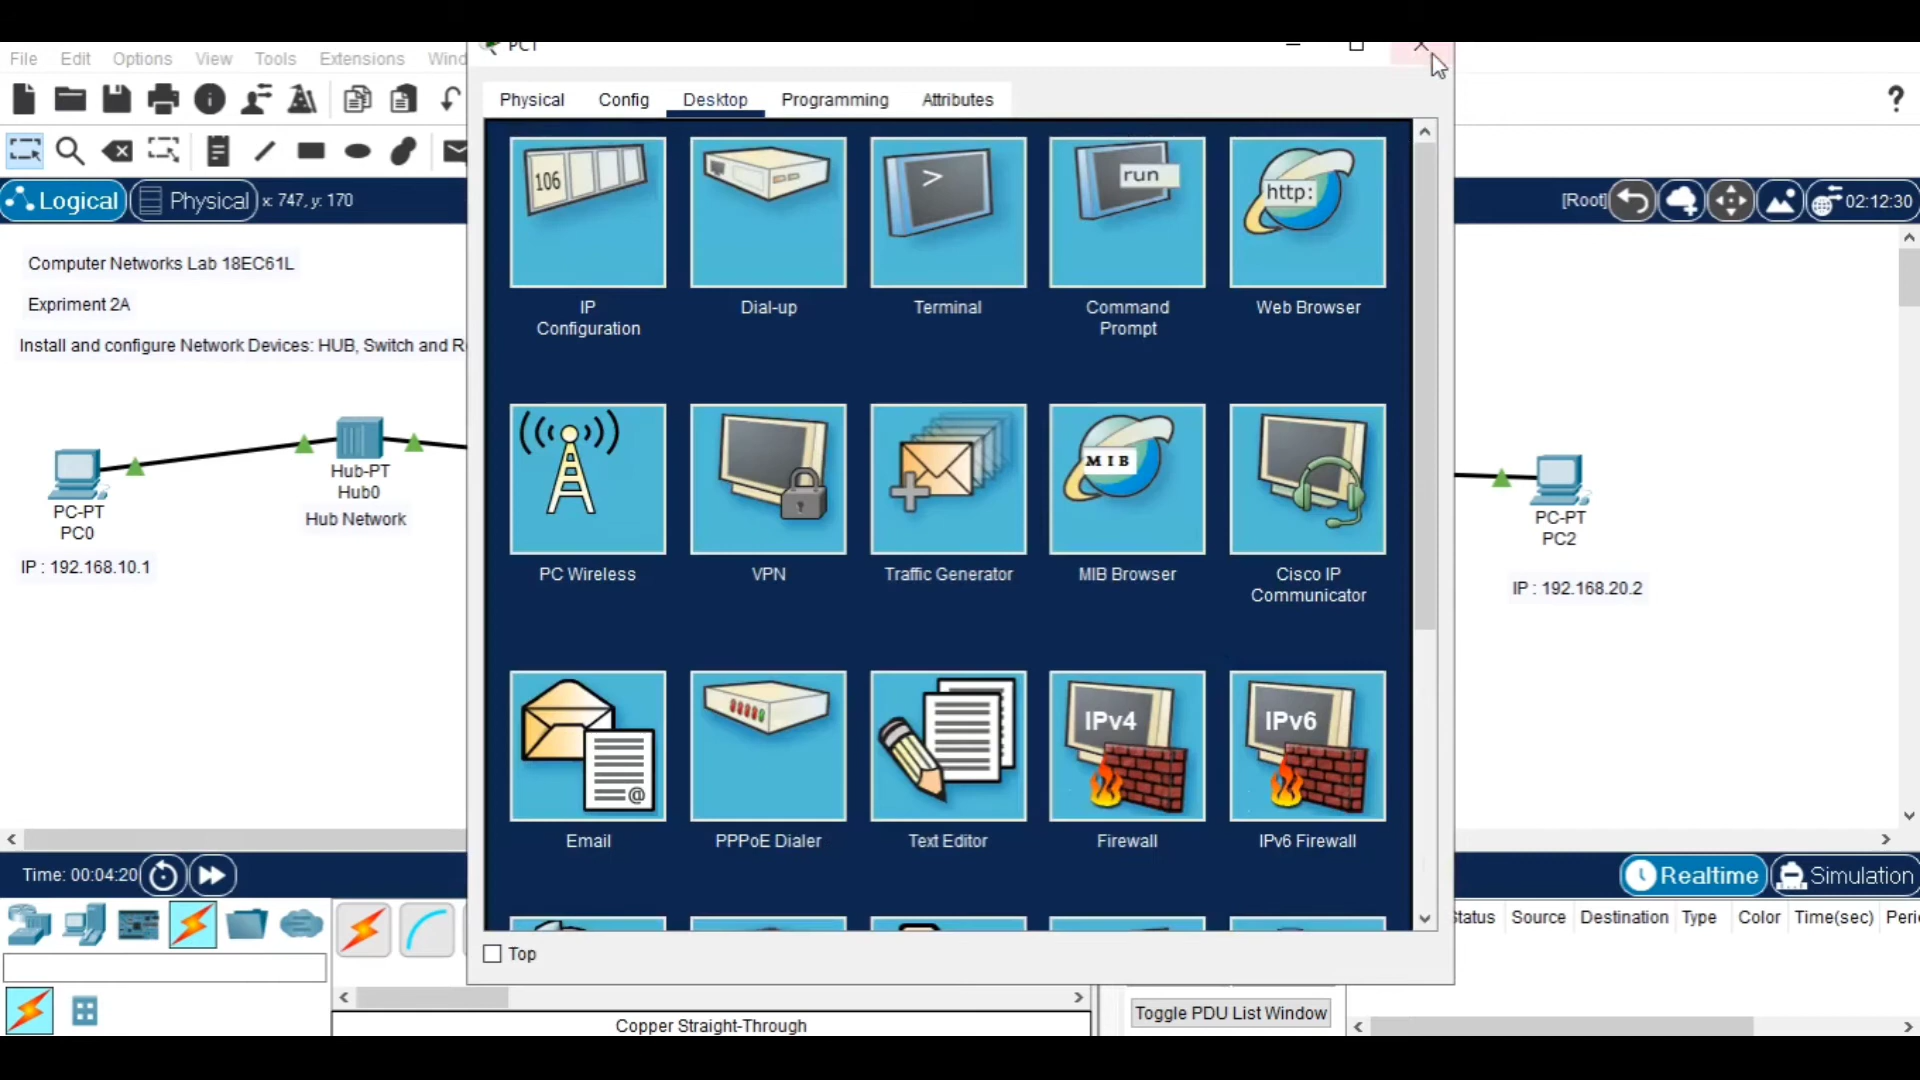 PC1
File Edit Options View Tools Extensions Wind
Physical Config Desktop Programming Attributes
?
Logical Physical x: 747, y: 170
[Root] 02:12:30
Computer Networks Lab 18EC61L
Expriment 2A
Install and configure Network Devices: HUB, Switch and R
106
>
run
http:
IP
Configuration
Dial-up
Terminal
Command
Prompt
Web Browser
Hub-PT
Hub0
Hub Network
PC-PT
PC0
IP : 192.168.10.1
PC-PT
PC2
IP : 192.168.20.2
MIB
PC Wireless
VPN
Traffic Generator
MIB Browser
Cisco IP
Communicator
@
IPv4
IPv6
Email
PPPoE Dialer
Text Editor
Firewall
IPv6 Firewall
Top
Time: 00:04:20
Realtime Simulation
Status Source Destination Type Color Time(sec) Peri
Toggle PDU List Window
Copper Straight-Through